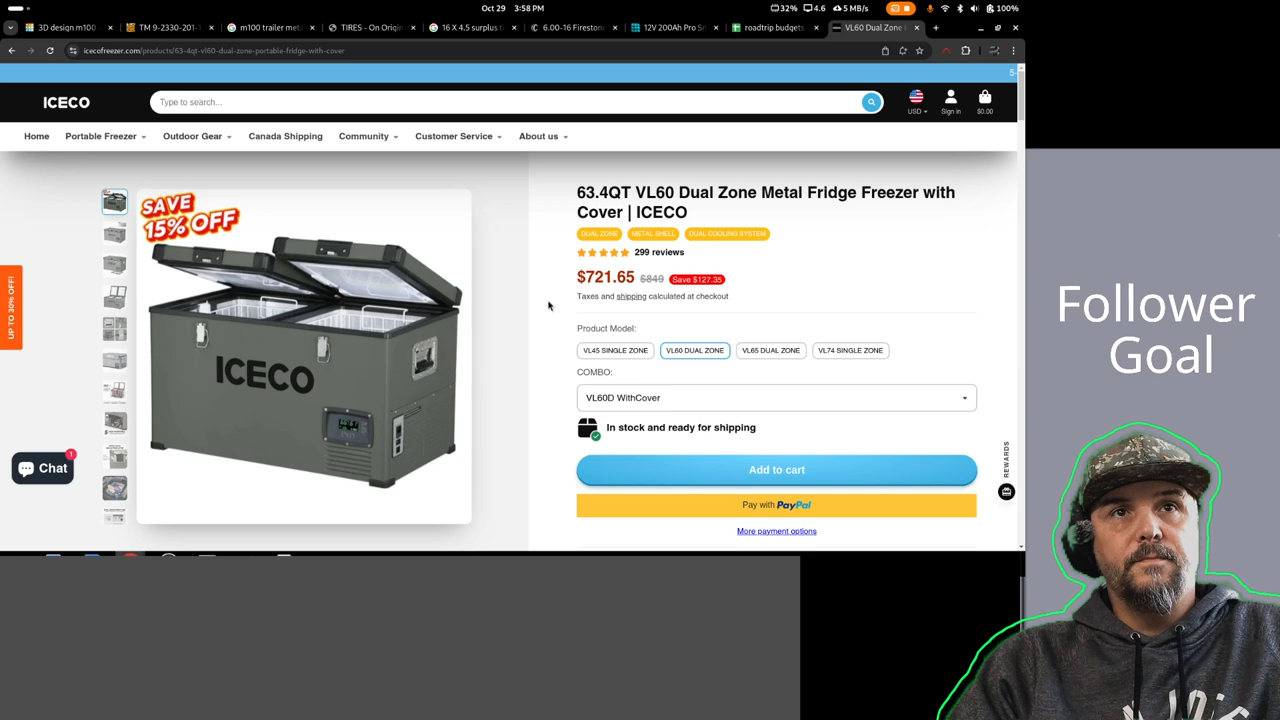 Oct 29   3:58 PM
32%   4.6   5 MB/s   100%
3D design m100
TM 9-2330-201-
m100 trailer met
TIRES - On Origin
16 X 4.5 surplus t
6.00-16 Fireston
12V 200Ah Pro S
roadtrip budgets
VL60 Dual Zone
icecofreezer.com/products/63-4qt-vl60-dual-zone-portable-fridge-with-cover
5-
ICECO
Type to search...
USD
Sign in
$0.00
Home
Portable Freezer
Outdoor Gear
Canada Shipping
Community
Customer Service
About us
SAVE
15% OFF
ICECO
UP TO 30% OFF!
Chat
1
63.4QT VL60 Dual Zone Metal Fridge Freezer with
Cover | ICECO
DUAL ZONE
METAL SHELL
DUAL COOLING SYSTEM
299 reviews
$721.65 $849 Save $127.35
Taxes and shipping calculated at checkout
Product Model:
VL45 SINGLE ZONE
VL60 DUAL ZONE
VL65 DUAL ZONE
VL74 SINGLE ZONE
COMBO:
VL60D WithCover
In stock and ready for shipping
Add to cart
Pay with PayPal
More payment options
REWARDS
Follower
Goal